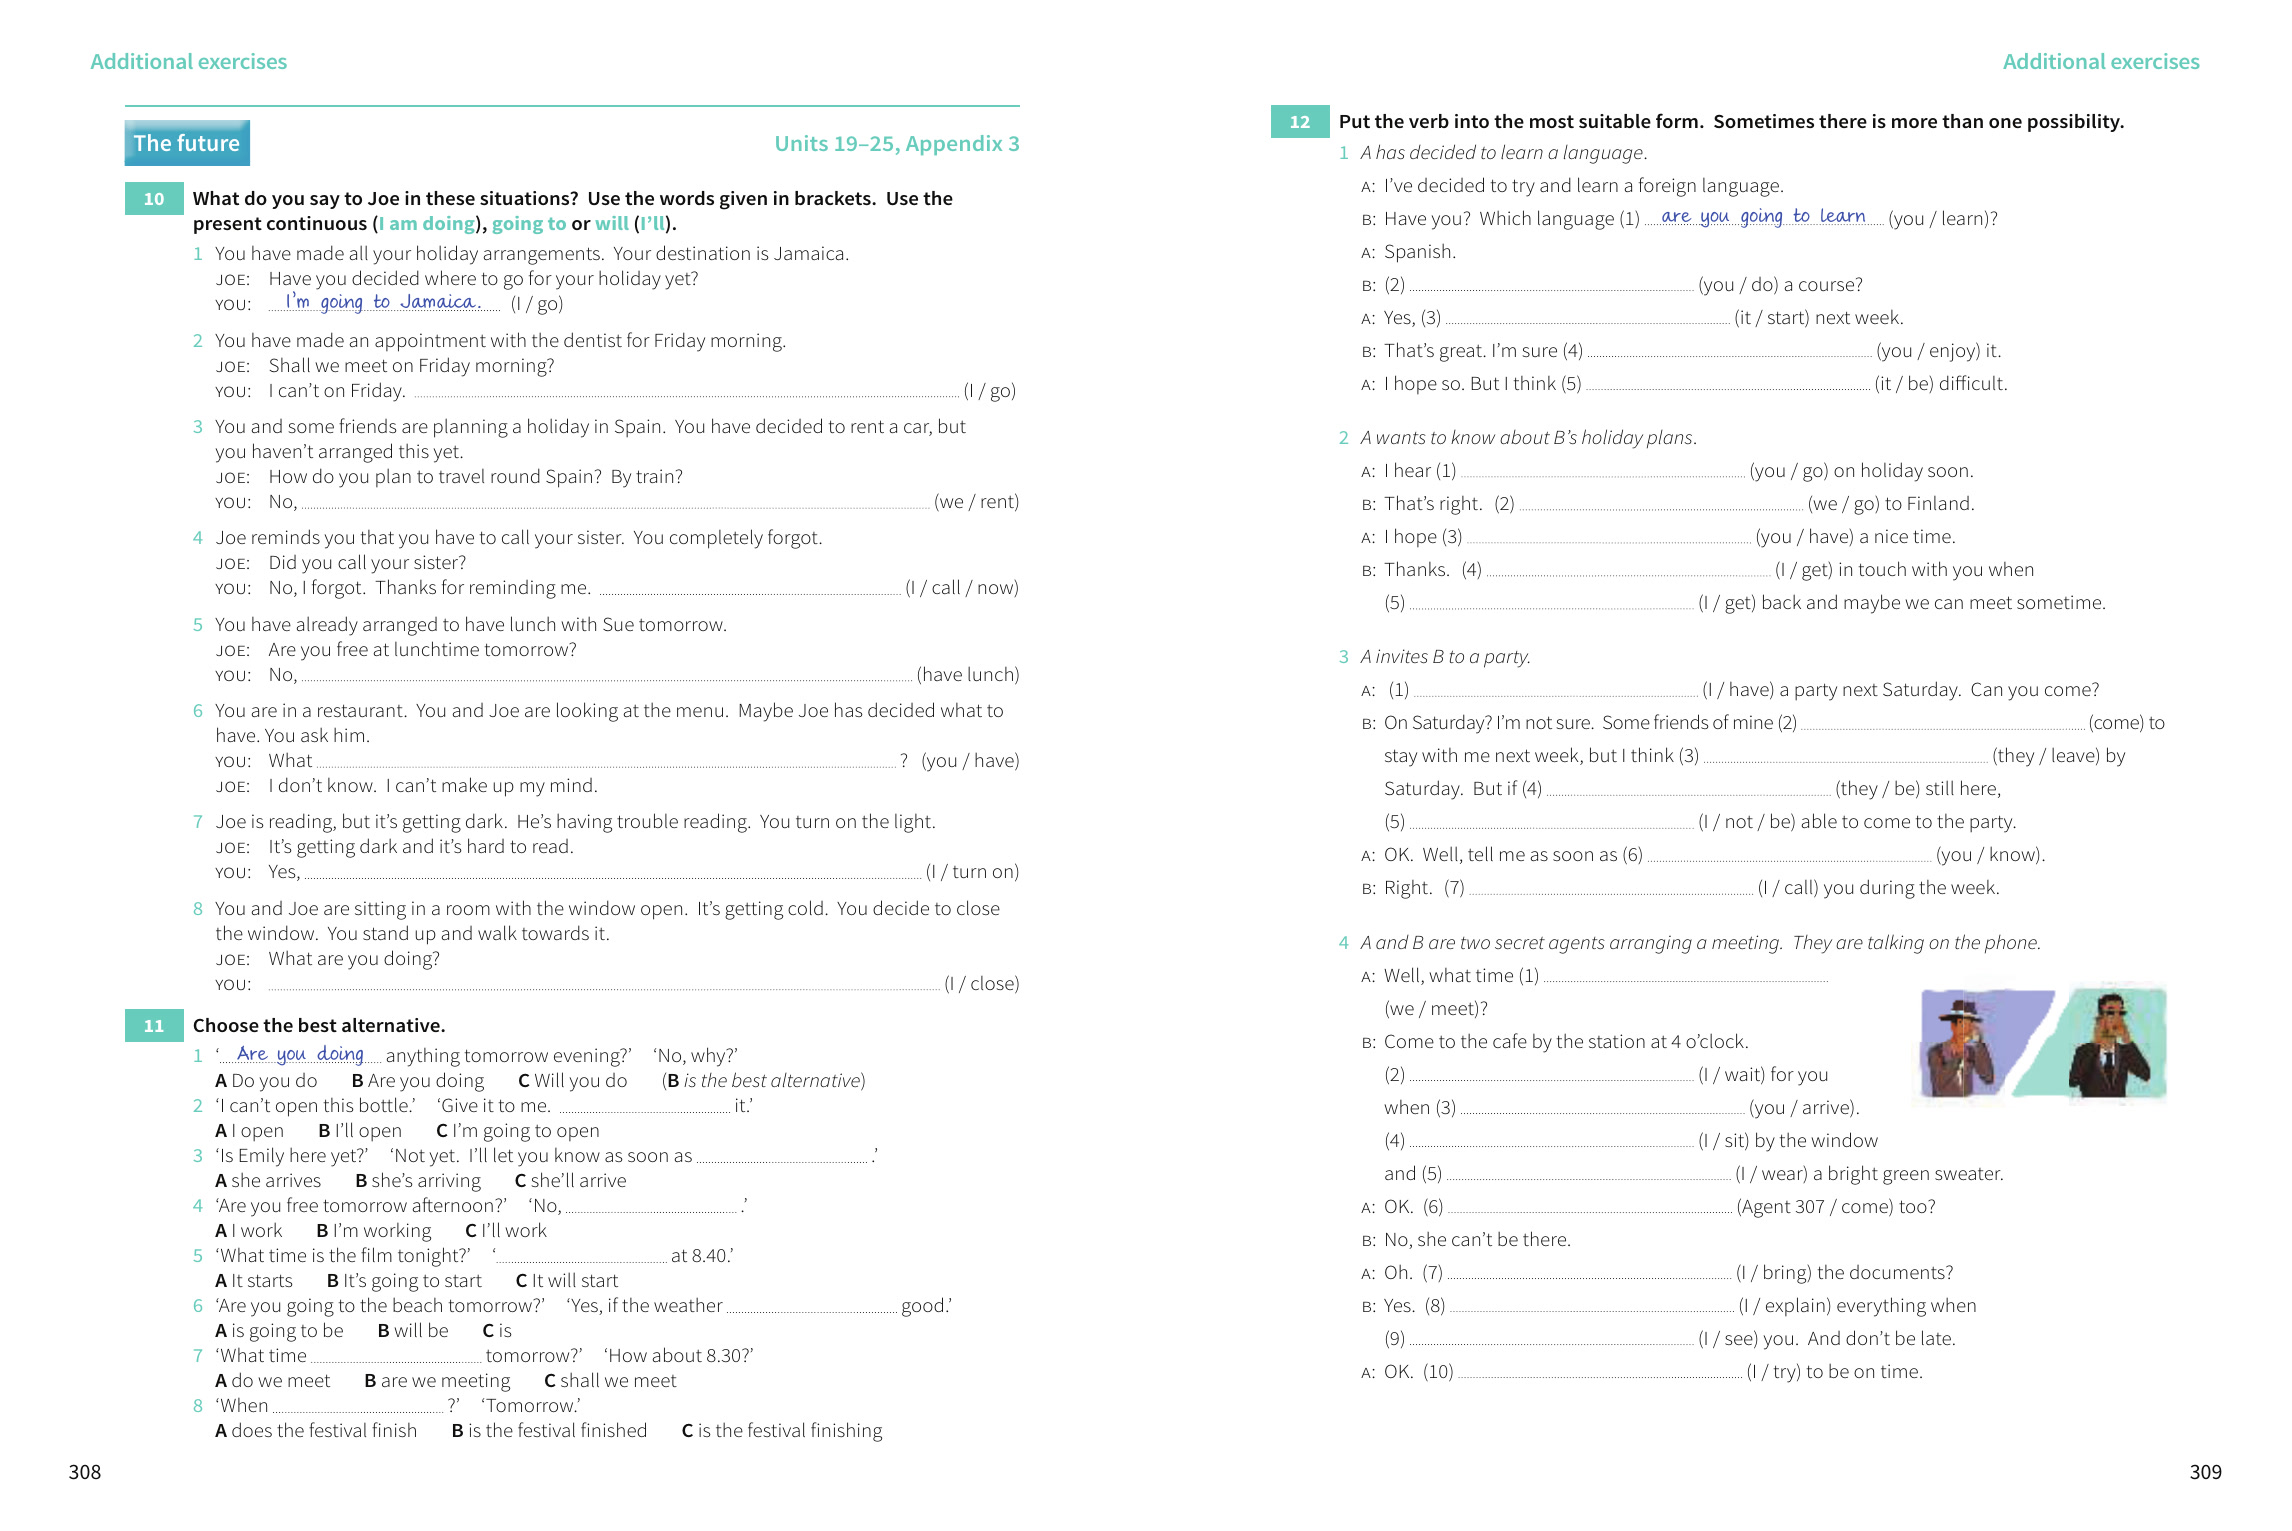 Additional exercises
The future
Units 19–25, Appendix 3
10 What do you say to Joe in these situations? Use the words given in brackets. Use the
present continuous (I am doing), going to or will (I’ll).
1 You have made all your holiday arrangements. Your destination is Jamaica.
JOE: Have you decided where to go for your holiday yet?
YOU: I’m going to Jamaica. (I / go)
2 You have made an appointment with the dentist for Friday morning.
JOE: Shall we meet on Friday morning?
YOU: I can’t on Friday. (I / go)
3 You and some friends are planning a holiday in Spain. You have decided to rent a car, but
you haven’t arranged this yet.
JOE: How do you plan to travel round Spain? By train?
YOU: No, (we / rent)
4 Joe reminds you that you have to call your sister. You completely forgot.
JOE: Did you call your sister?
YOU: No, I forgot. Thanks for reminding me. (I / call / now)
5 You have already arranged to have lunch with Sue tomorrow.
JOE: Are you free at lunchtime tomorrow?
YOU: No, (have lunch)
6 You are in a restaurant. You and Joe are looking at the menu. Maybe Joe has decided what to
have. You ask him.
YOU: What ? (you / have)
JOE: I don’t know. I can’t make up my mind.
7 Joe is reading, but it’s getting dark. He’s having trouble reading. You turn on the light.
JOE: It’s getting dark and it’s hard to read.
YOU: Yes, (I / turn on)
8 You and Joe are sitting in a room with the window open. It’s getting cold. You decide to close
the window. You stand up and walk towards it.
JOE: What are you doing?
YOU: (I / close)
11 Choose the best alternative.
1 ‘ Are you doing anything tomorrow evening?’ ‘No, why?’
A Do you do B Are you doing C Will you do (B is the best alternative)
2 ‘I can’t open this bottle.’ ‘Give it to me. it.’
A I open B I’ll open C I’m going to open
3 ‘Is Emily here yet?’ ‘Not yet. I’ll let you know as soon as .’
A she arrives B she’s arriving C she’ll arrive
4 ‘Are you free tomorrow afternoon?’ ‘No, .’
A I work B I’m working C I’ll work
5 ‘What time is the film tonight?’ ‘ at 8.40.’
A It starts B It’s going to start C It will start
6 ‘Are you going to the beach tomorrow?’ ‘Yes, if the weather good.’
A is going to be B will be C is
7 ‘What time tomorrow?’ ‘How about 8.30?’
A do we meet B are we meeting C shall we meet
8 ‘When ?’ ‘Tomorrow.’
A does the festival finish B is the festival finished C is the festival finishing
308
Additional exercises
12 Put the verb into the most suitable form. Sometimes there is more than one possibility.
1 A has decided to learn a language.
A: I’ve decided to try and learn a foreign language.
B: Have you? Which language (1) are you going to learn (you / learn)?
A: Spanish.
B: (2) (you / do) a course?
A: Yes, (3) (it / start) next week.
B: That’s great. I’m sure (4) (you / enjoy) it.
A: I hope so. But I think (5) (it / be) difficult.
2 A wants to know about B’s holiday plans.
A: I hear (1) (you / go) on holiday soon.
B: That’s right. (2) (we / go) to Finland.
A: I hope (3) (you / have) a nice time.
B: Thanks. (4) (I / get) in touch with you when
(5) (I / get) back and maybe we can meet sometime.
3 A invites B to a party.
A: (1) (I / have) a party next Saturday. Can you come?
B: On Saturday? I’m not sure. Some friends of mine (2) (come) to
stay with me next week, but I think (3) (they / leave) by
Saturday. But if (4) (they / be) still here,
(5) (I / not / be) able to come to the party.
A: OK. Well, tell me as soon as (6) (you / know).
B: Right. (7) (I / call) you during the week.
4 A and B are two secret agents arranging a meeting. They are talking on the phone.
A: Well, what time (1)
(we / meet)?
B: Come to the cafe by the station at 4 o’clock.
(2) (I / wait) for you
when (3) (you / arrive).
(4) (I / sit) by the window
and (5) (I / wear) a bright green sweater.
A: OK. (6) (Agent 307 / come) too?
B: No, she can’t be there.
A: Oh. (7) (I / bring) the documents?
B: Yes. (8) (I / explain) everything when
(9) (I / see) you. And don’t be late.
A: OK. (10) (I / try) to be on time.
309